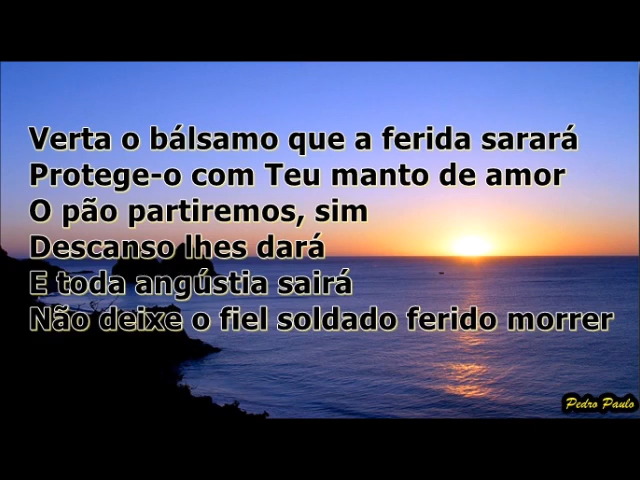 Verta o bálsamo que a ferida sarará
Protege-o com Teu manto de amor
O pão partiremos, sim
Descanso lhes dará
E toda angústia sairá
Não deixe o fiel soldado ferido morrer
Pedro Paulo